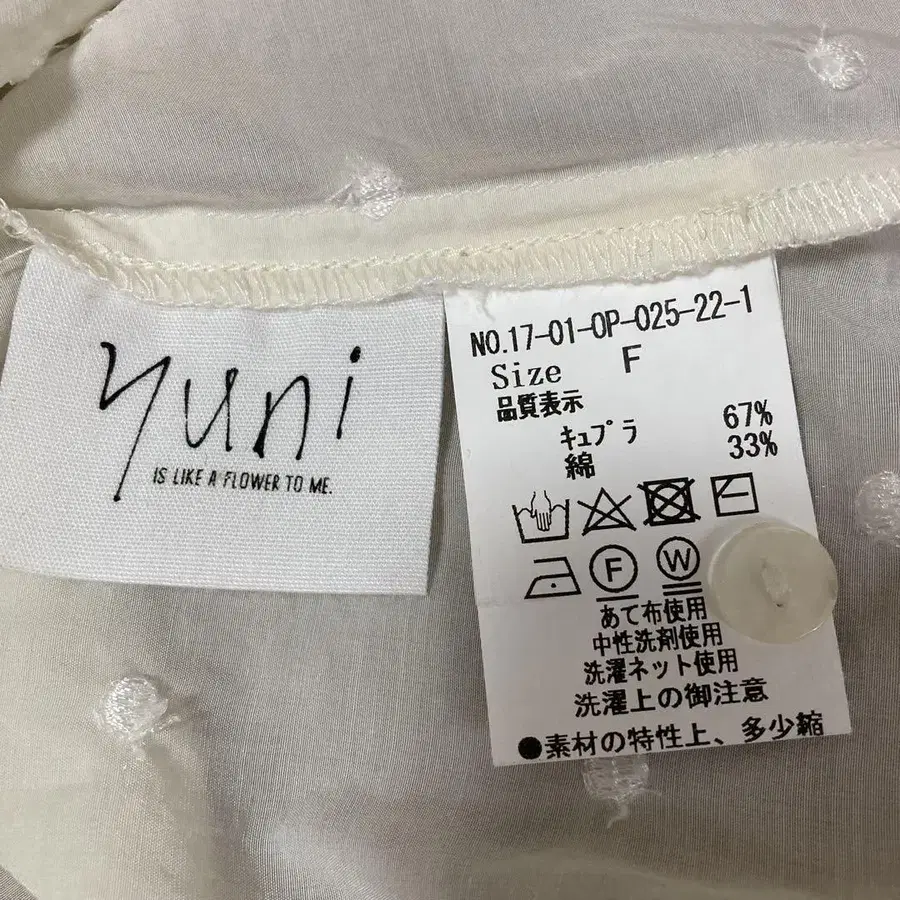 yuni
IS LIKE A FLOWER TO ME.
NO.17-01-OP-025-22-1
Size F
品質表示
キュプラ 67%
綿 33%
F W
あて布使用
中性洗剤使用
洗濯ネット使用
洗濯上の御注意
●素材の特性上、多少縮